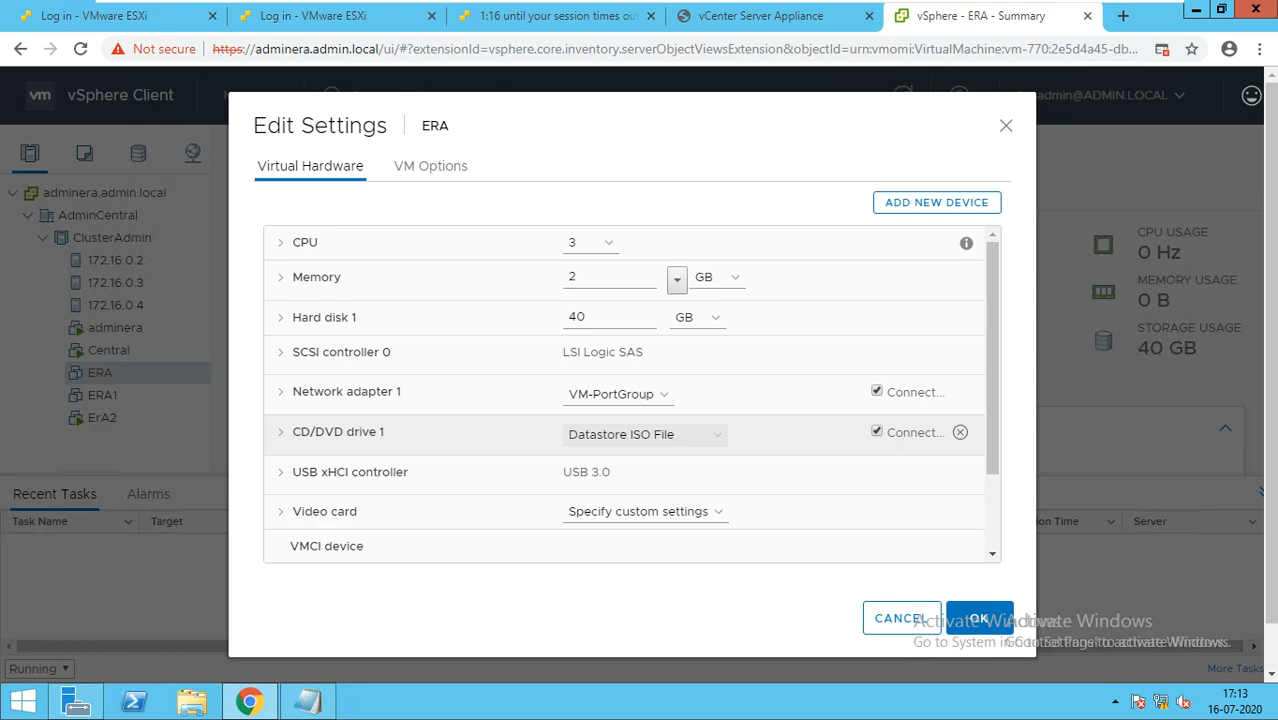 Log in - VMware ESXi
Log in - VMware ESXi
1:16 until your session times out
vCenter Server Appliance
vSphere - ERA - Summary
Not secure
https://adminera.admin.local/ui/#?extensionId=vsphere.core.inventory.serverObjectViewsExtension&objectId=urn:vmomi:VirtualMachine:vm-770:2e5d4a45-db...
vm
vSphere Client
admin@ADMIN.LOCAL
Edit Settings
ERA
Virtual Hardware
VM Options
ADD NEW DEVICE
adminera.admin.local
AdminCentral
ClusterAdmin
172.16.0.2
172.16.0.3
172.16.0.4
adminera
Central
ERA
ERA1
ErA2
CPU
3
Memory
2
GB
Hard disk 1
40
GB
SCSI controller 0
LSI Logic SAS
Network adapter 1
VM-PortGroup
Connect...
CD/DVD drive 1
Datastore ISO File
Connect...
USB xHCI controller
USB 3.0
Video card
Specify custom settings
VMCI device
CPU USAGE
0 Hz
MEMORY USAGE
0 B
STORAGE USAGE
40 GB
Recent Tasks
Alarms
Task Name
Target
Server
CANCEL
OK
Activate Windows
Activate Windows
Go to System in Control Panel to activate Windows.
Running
More Tasks
17:13
16-07-2020